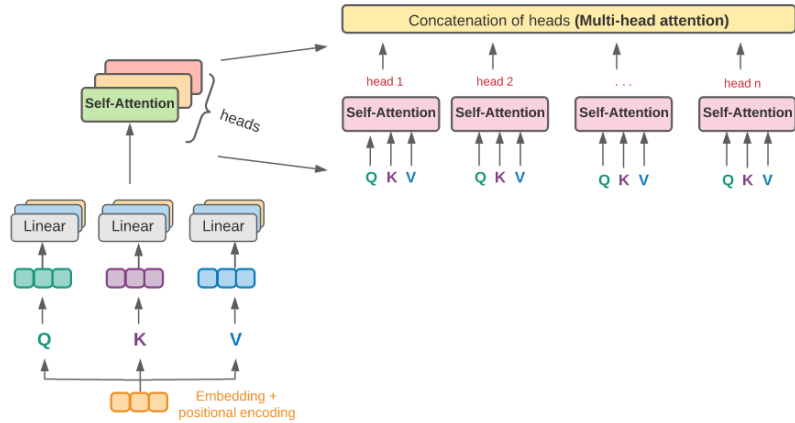 Concatenation of heads (Multi-head attention)
head 1
head 2
. . .
head n
Self-Attention
Self-Attention
Self-Attention
Self-Attention
Q K V
Q K V
Q K V
Q K V
Self-Attention
heads
Linear
Linear
Linear
Q
K
V
Embedding +
positional encoding